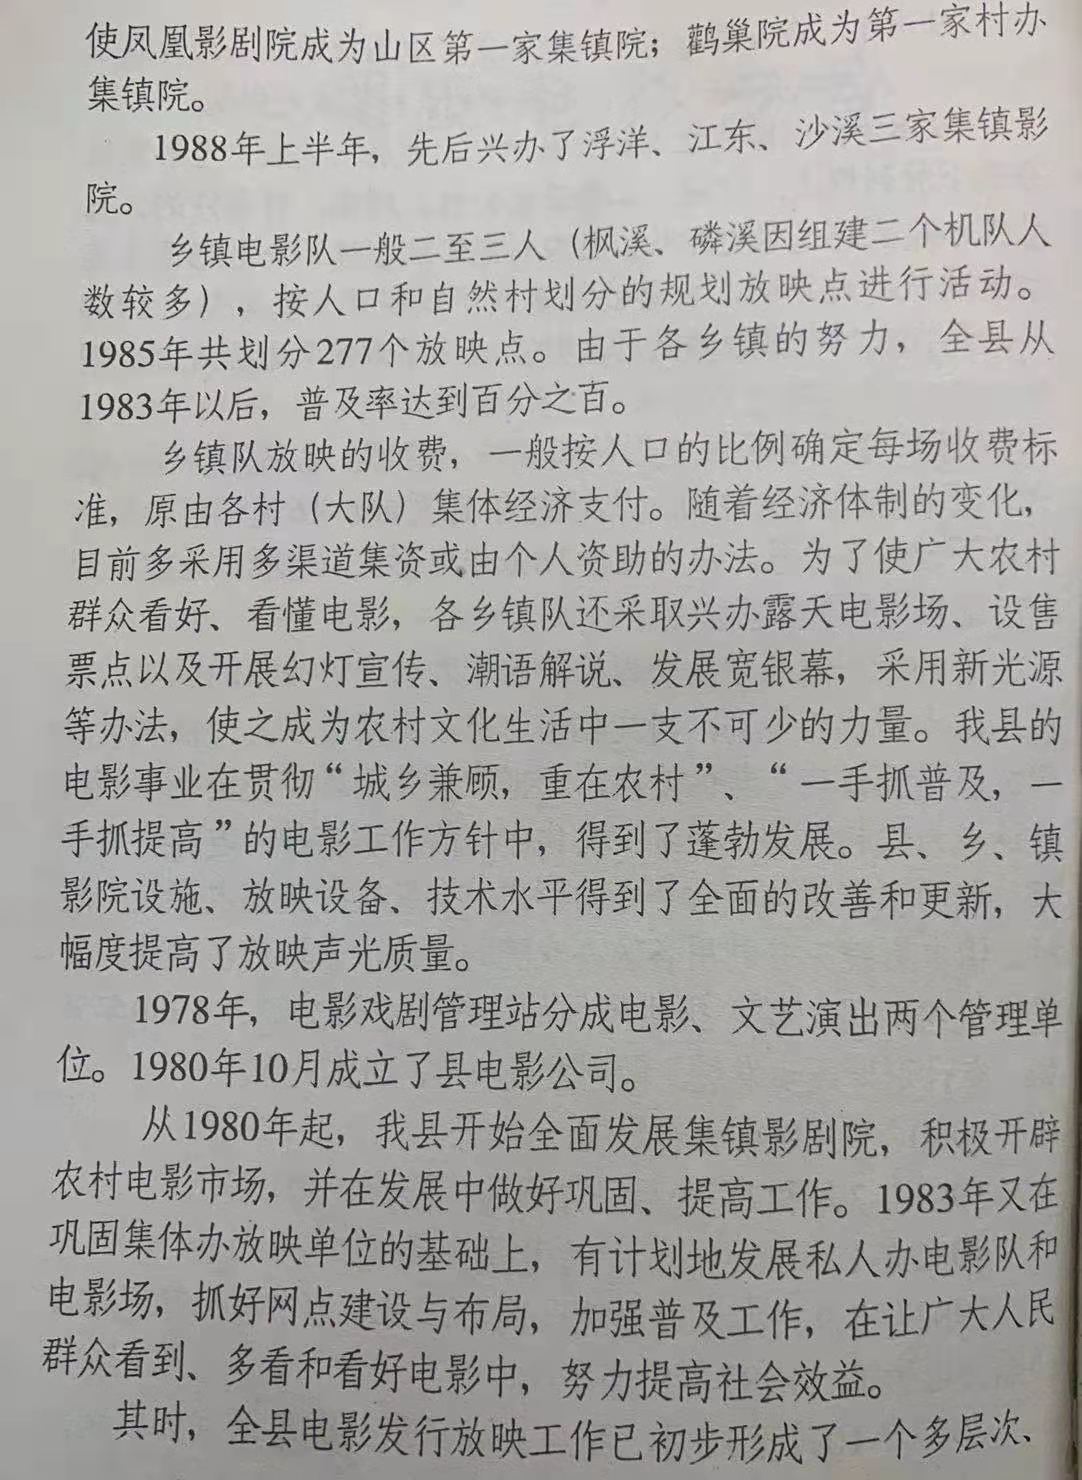 使凤凰影剧院成为山区第一家集镇院；鹳巢院成为第一家村办
集镇院。
1988年上半年，先后兴办了浮洋、江东、沙溪三家集镇影
院。
乡镇电影队一般二至三人（枫溪、磷溪因组建二个机队人
数较多），按人口和自然村划分的规划放映点进行活动。
1985年共划分277个放映点。由于各乡镇的努力，全县从
1983年以后，普及率达到百分之百。
乡镇队放映的收费，一般按人口的比例确定每场收费标
准，原由各村（大队）集体经济支付。随着经济体制的变化，
目前多采用多渠道集资或由个人资助的办法。为了使广大农村
群众看好、看懂电影，各乡镇队还采取兴办露天电影场、设售
票点以及开展幻灯宣传、潮语解说、发展宽银幕，采用新光源
等办法，使之成为农村文化生活中一支不可少的力量。我县的
电影事业在贯彻“城乡兼顾，重在农村”、“一手抓普及，一
手抓提高”的电影工作方针中，得到了蓬勃发展。县、乡、镇
影院设施、放映设备、技术水平得到了全面的改善和更新，大
幅度提高了放映声光质量。
1978年，电影戏剧管理站分成电影、文艺演出两个管理单
位。1980年10月成立了县电影公司。
从1980年起，我县开始全面发展集镇影剧院，积极开辟
农村电影市场，并在发展中做好巩固、提高工作。1983年又在
巩固集体办放映单位的基础上，有计划地发展私人办电影队和
电影场，抓好网点建设与布局，加强普及工作，在让广大人民
群众看到、多看和看好电影中，努力提高社会效益。
其时，全县电影发行放映工作已初步形成了一个多层次、